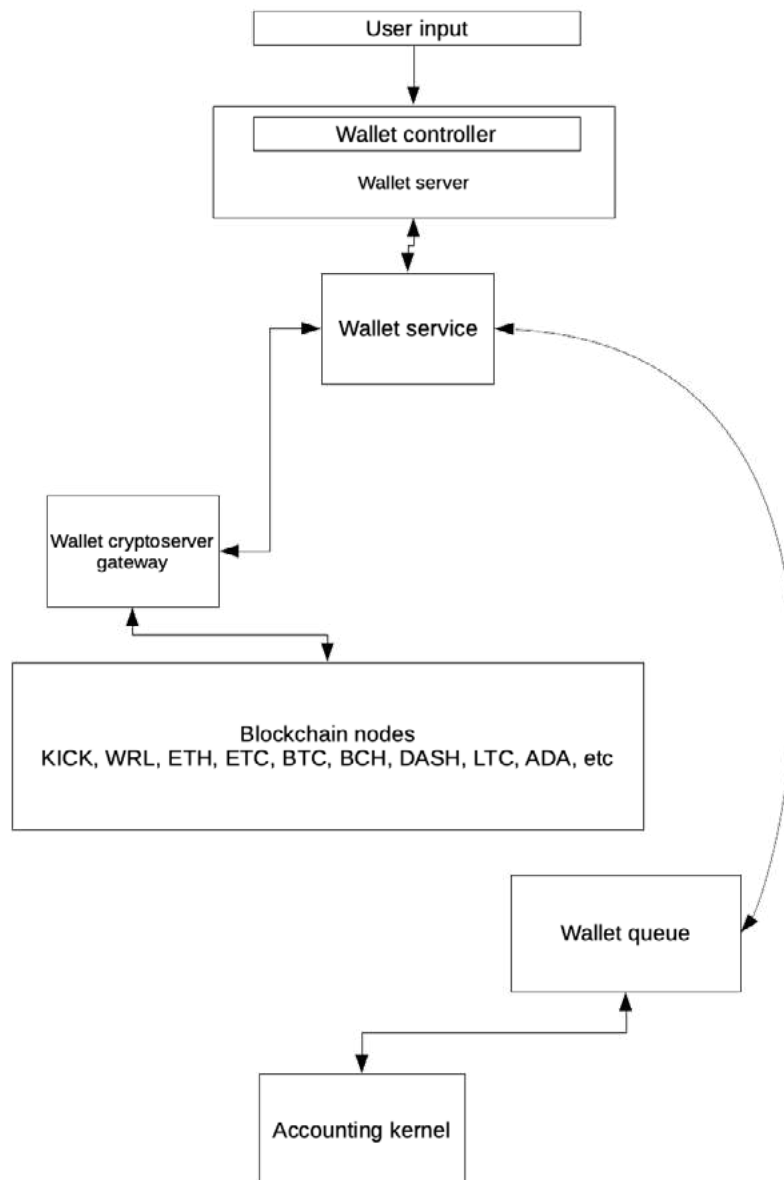 User input
Wallet controller
Wallet server
Wallet service
Wallet cryptoserver
gateway
Blockchain nodes
KICK, WRL, ETH, ETC, BTC, BCH, DASH, LTC, ADA, etc
Wallet queue
Accounting kernel